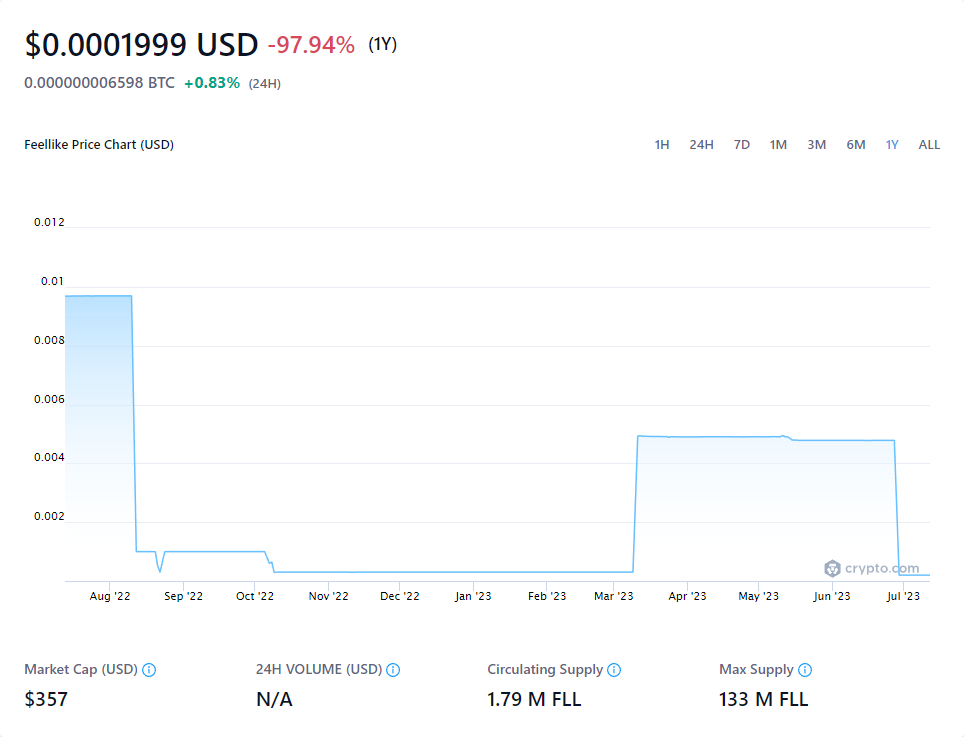 $0.0001999 USD -97.94% (1Y)
0.000000006598 BTC +0.83% (24H)
Feellike Price Chart (USD)
1H 24H 7D 1M 3M 6M 1Y ALL
0.012
0.01
0.008
0.006
0.004
0.002
crypto.com
Aug '22 Sep '22 Oct '22 Nov '22 Dec '22 Jan '23 Feb '23 Mar '23 Apr '23 May '23 Jun '23 Jul '23
Market Cap (USD) 24H VOLUME (USD) Circulating Supply Max Supply
$357 N/A 1.79 M FLL 133 M FLL